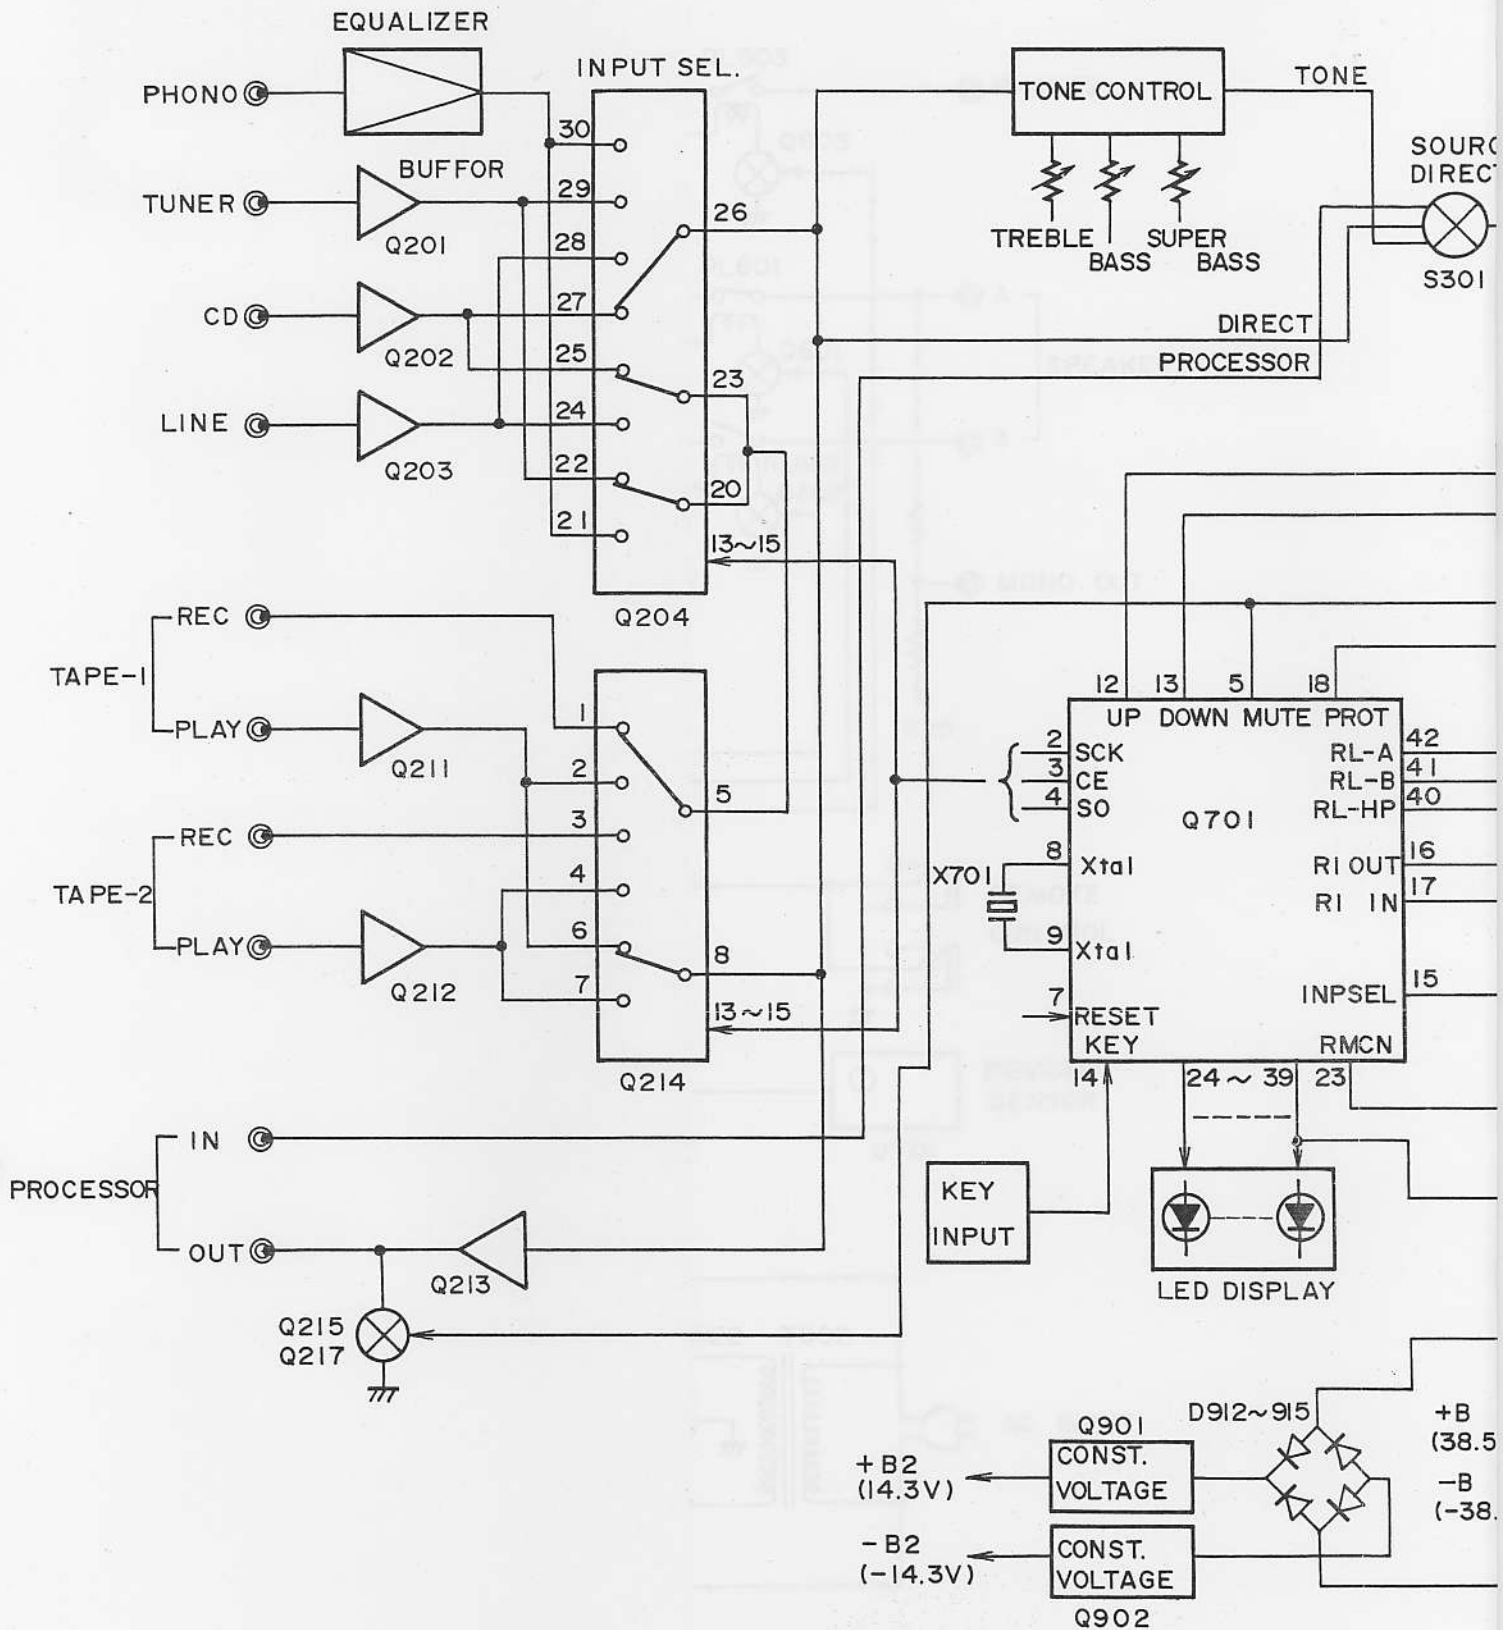 EQUALIZER
PHONO
INPUT SEL.
TONE CONTROL
TONE
30
BUFFOR
TUNER
Q201
29
28
26
TREBLE
BASS
SUPER
BASS
SOURC
DIREC
S301
CD
Q202
27
25
23
DIRECT
PROCESSOR
LINE
Q203
24
22
20
21
13~15
Q204
TAPE-1
REC
PLAY
Q211
1
2
5
3
TAPE-2
REC
PLAY
Q212
4
6
8
7
13~15
Q214
12
13
5
18
UP
DOWN
MUTE
PROT
2
SCK
3
CE
4
SO
Q701
RL-A
42
RL-B
41
RL-HP
40
8
Xtal
X701
9
Xtal
RI OUT
16
RI IN
17
7
RESET
INPSEL
15
KEY
RMCN
14
24~39
23
PROCESSOR
IN
OUT
Q213
Q215
Q217
KEY
INPUT
LED DISPLAY
D912~915
Q901
CONST.
VOLTAGE
+B2
(14.3V)
+B
(38.5
-B
(-38.
-B2
(-14.3V)
CONST.
VOLTAGE
Q902